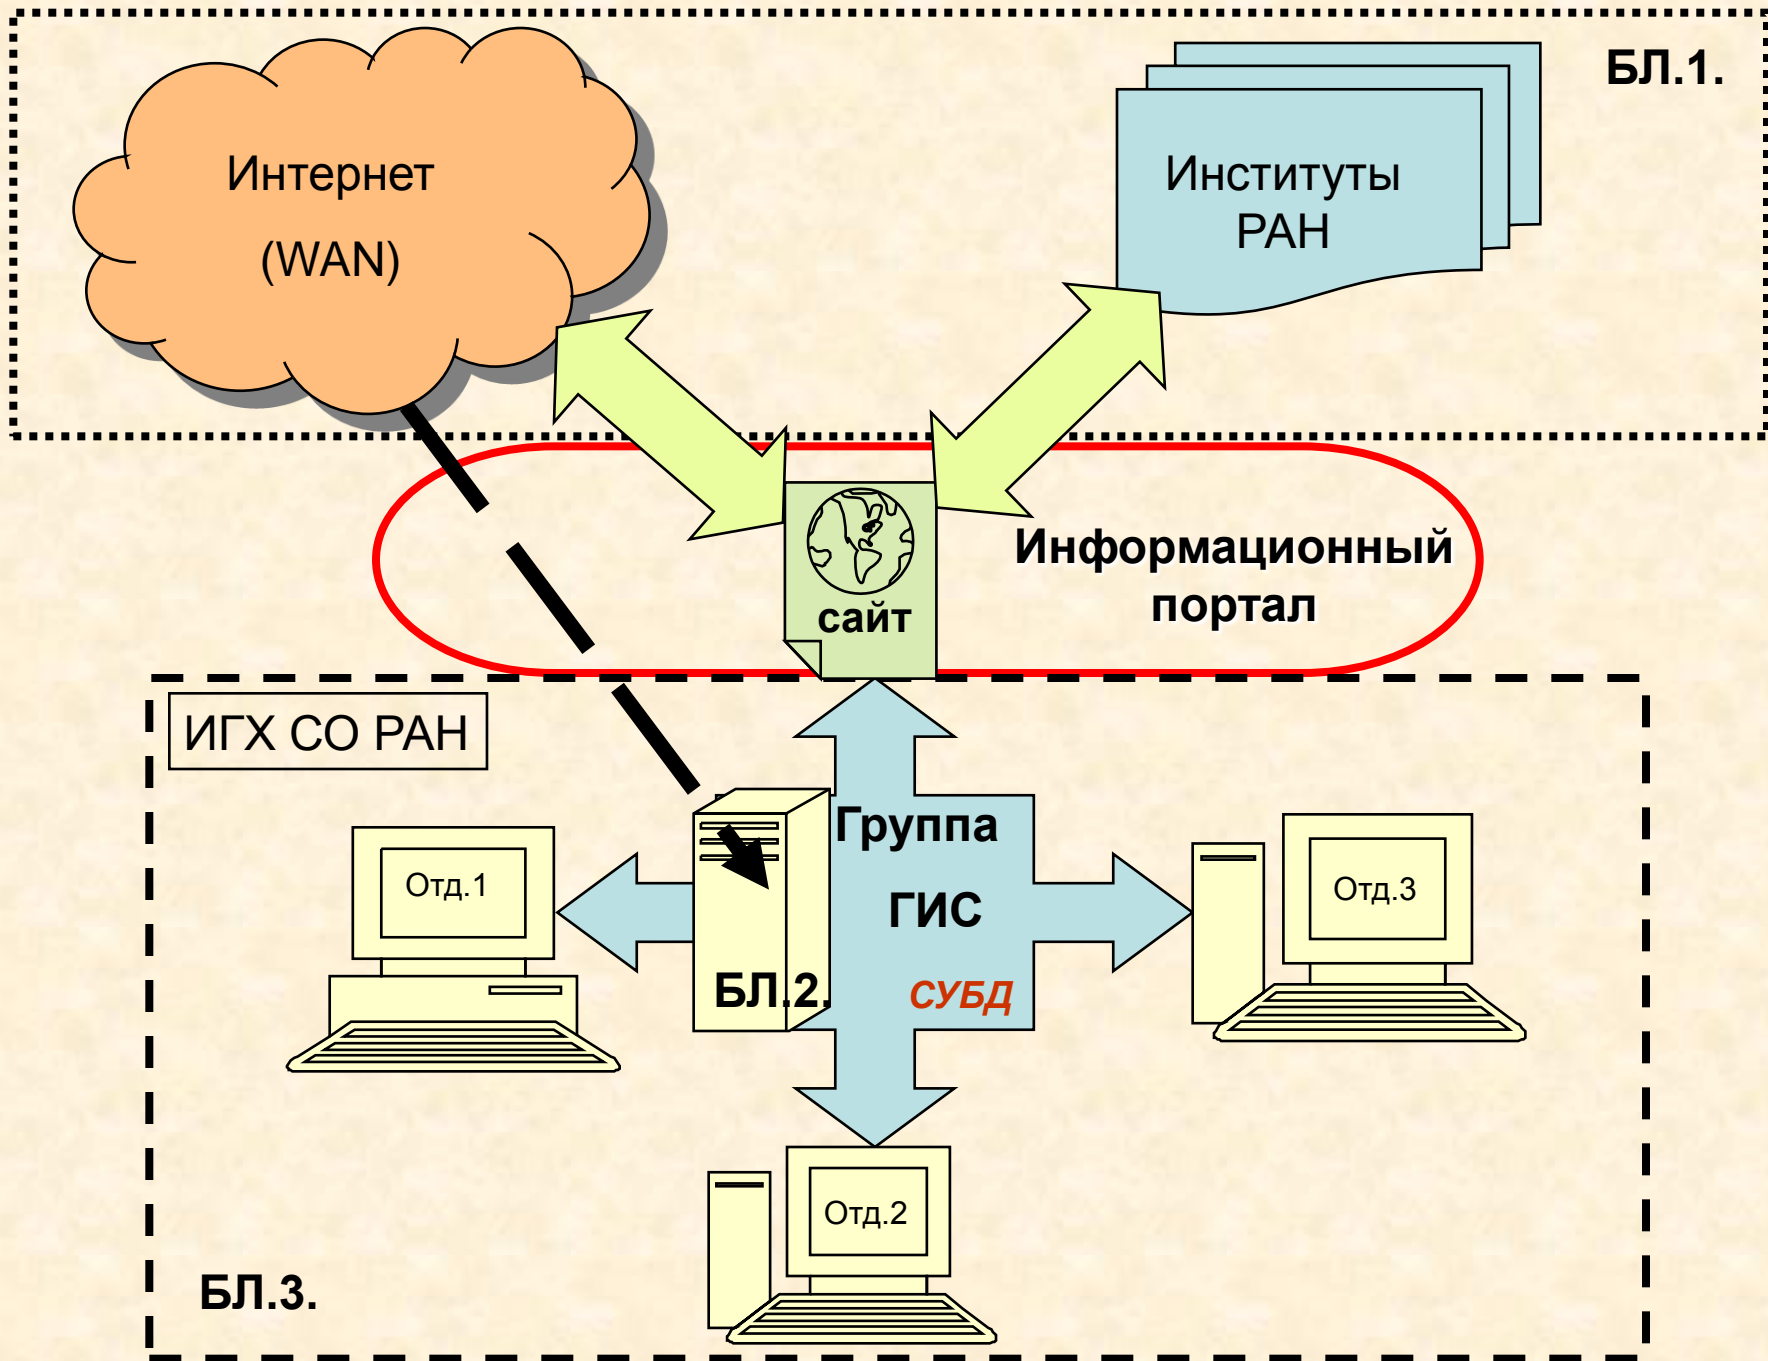 БЛ.1.
Интернет
(WAN)
Институты
РАН
Информационный
портал
сайт
ИГХ СО РАН
Группа
ГИС
СУБД
БЛ.2.
Отд.1
Отд.3
Отд.2
БЛ.3.